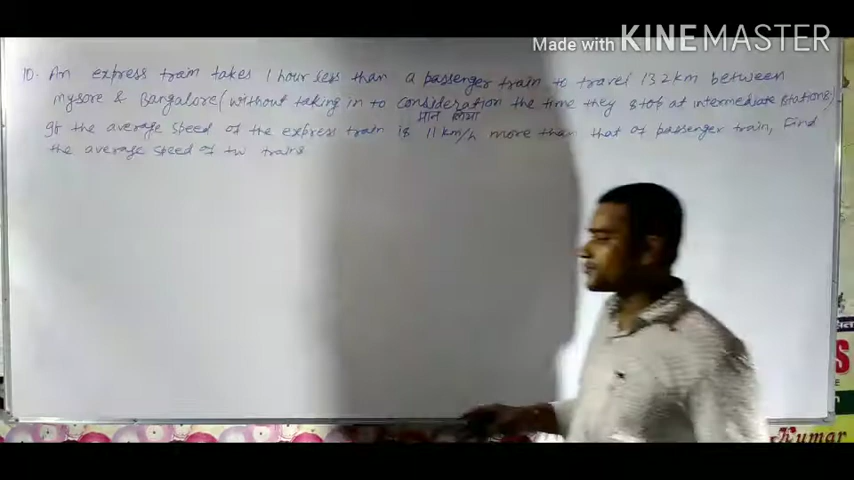 Made with KINEMASTER
10. An express train takes 1 hour less than a passenger train to travel 132 km between
mysore & Bangalore (without taking in to consideration the time they stop at intermediate stations)
मान लिया
If the average speed of the express train is 11 km/h more than that of passenger train, Find
the average speed of tw trains
S
Kumar